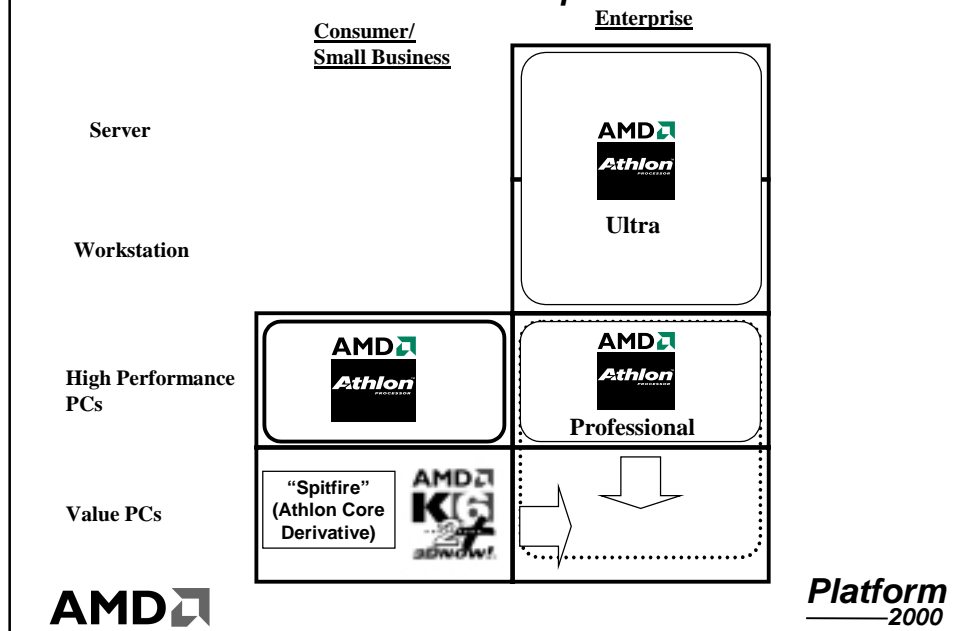 Enterprise
Consumer/
Small Business
Server
AMD
Athlon
PROCESSOR
Ultra
Workstation
High Performance
PCs
AMD
Athlon
PROCESSOR
AMD
Athlon
PROCESSOR
Professional
Value PCs
“Spitfire”
(Athlon Core
Derivative)
AMD
K6
2+
3DNOW!
AMD
Platform
2000